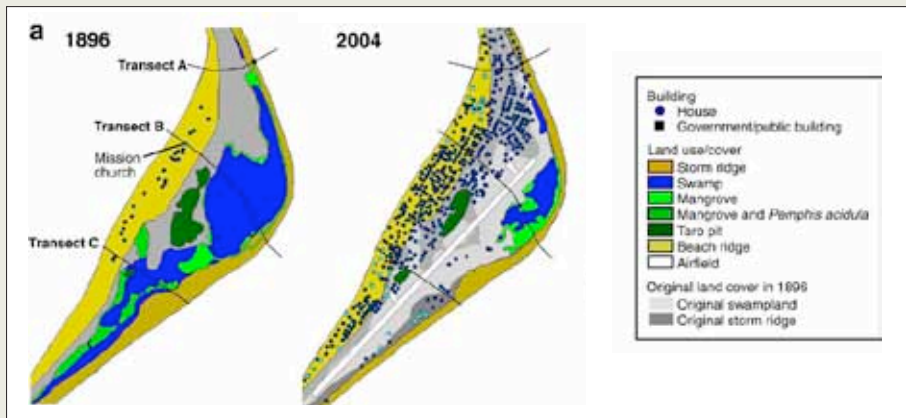 a
1896
2004
Transect A
Transect B
Mission
church
Transect C
Building
House
Government/public building
Land use/cover
Storm ridge
Swamp
Mangrove
Mangrove and Pemphis acidula
Taro pit
Beach ridge
Airfield
Original land cover in 1896
Original swampland
Original storm ridge